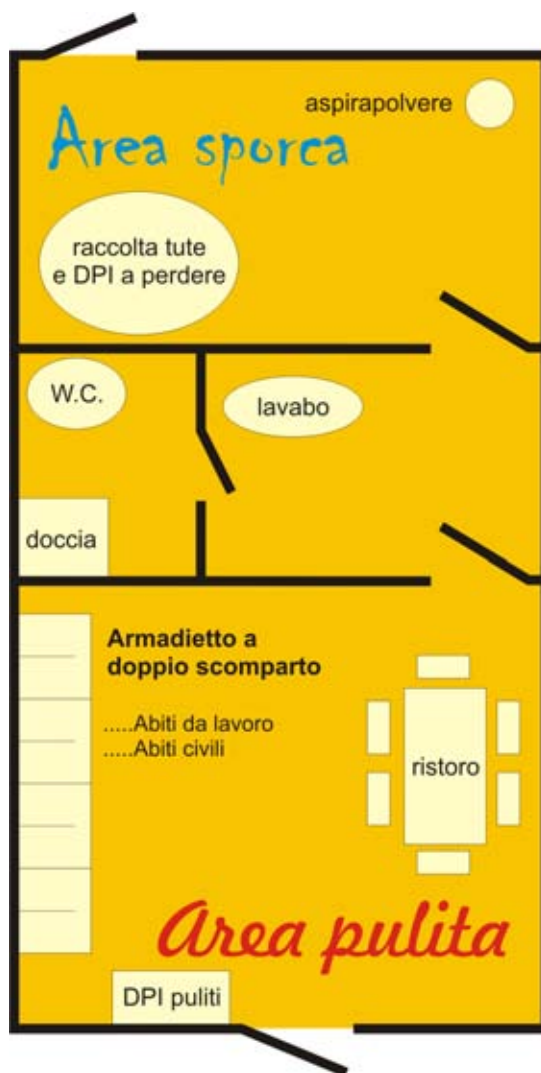 aspirapolvere
Area sporca
raccolta tute
e DPI a perdere
W.C.
lavabo
doccia
Armadietto a
doppio scomparto
.....Abiti da lavoro
.....Abiti civili
ristoro
Area pulita
DPI puliti